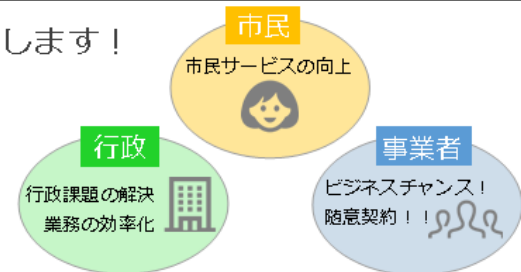 します！
市民
市民サービスの向上
行政
行政課題の解決
業務の効率化
事業者
ビジネスチャンス！
随意契約！！